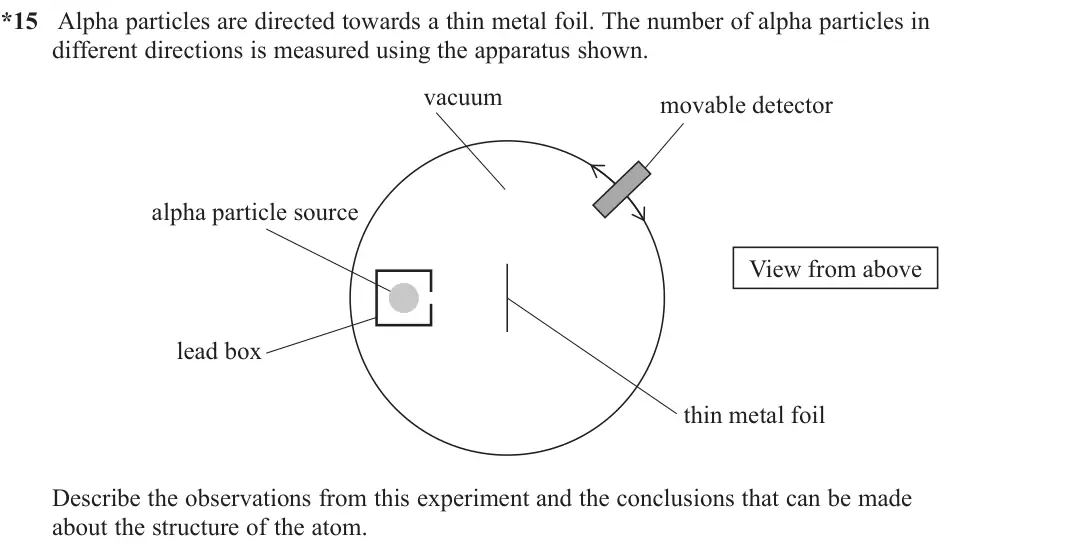 *15 Alpha particles are directed towards a thin metal foil. The number of alpha particles in
different directions is measured using the apparatus shown.
vacuum
movable detector
alpha particle source
View from above
lead box
thin metal foil
Describe the observations from this experiment and the conclusions that can be made
about the structure of the atom.